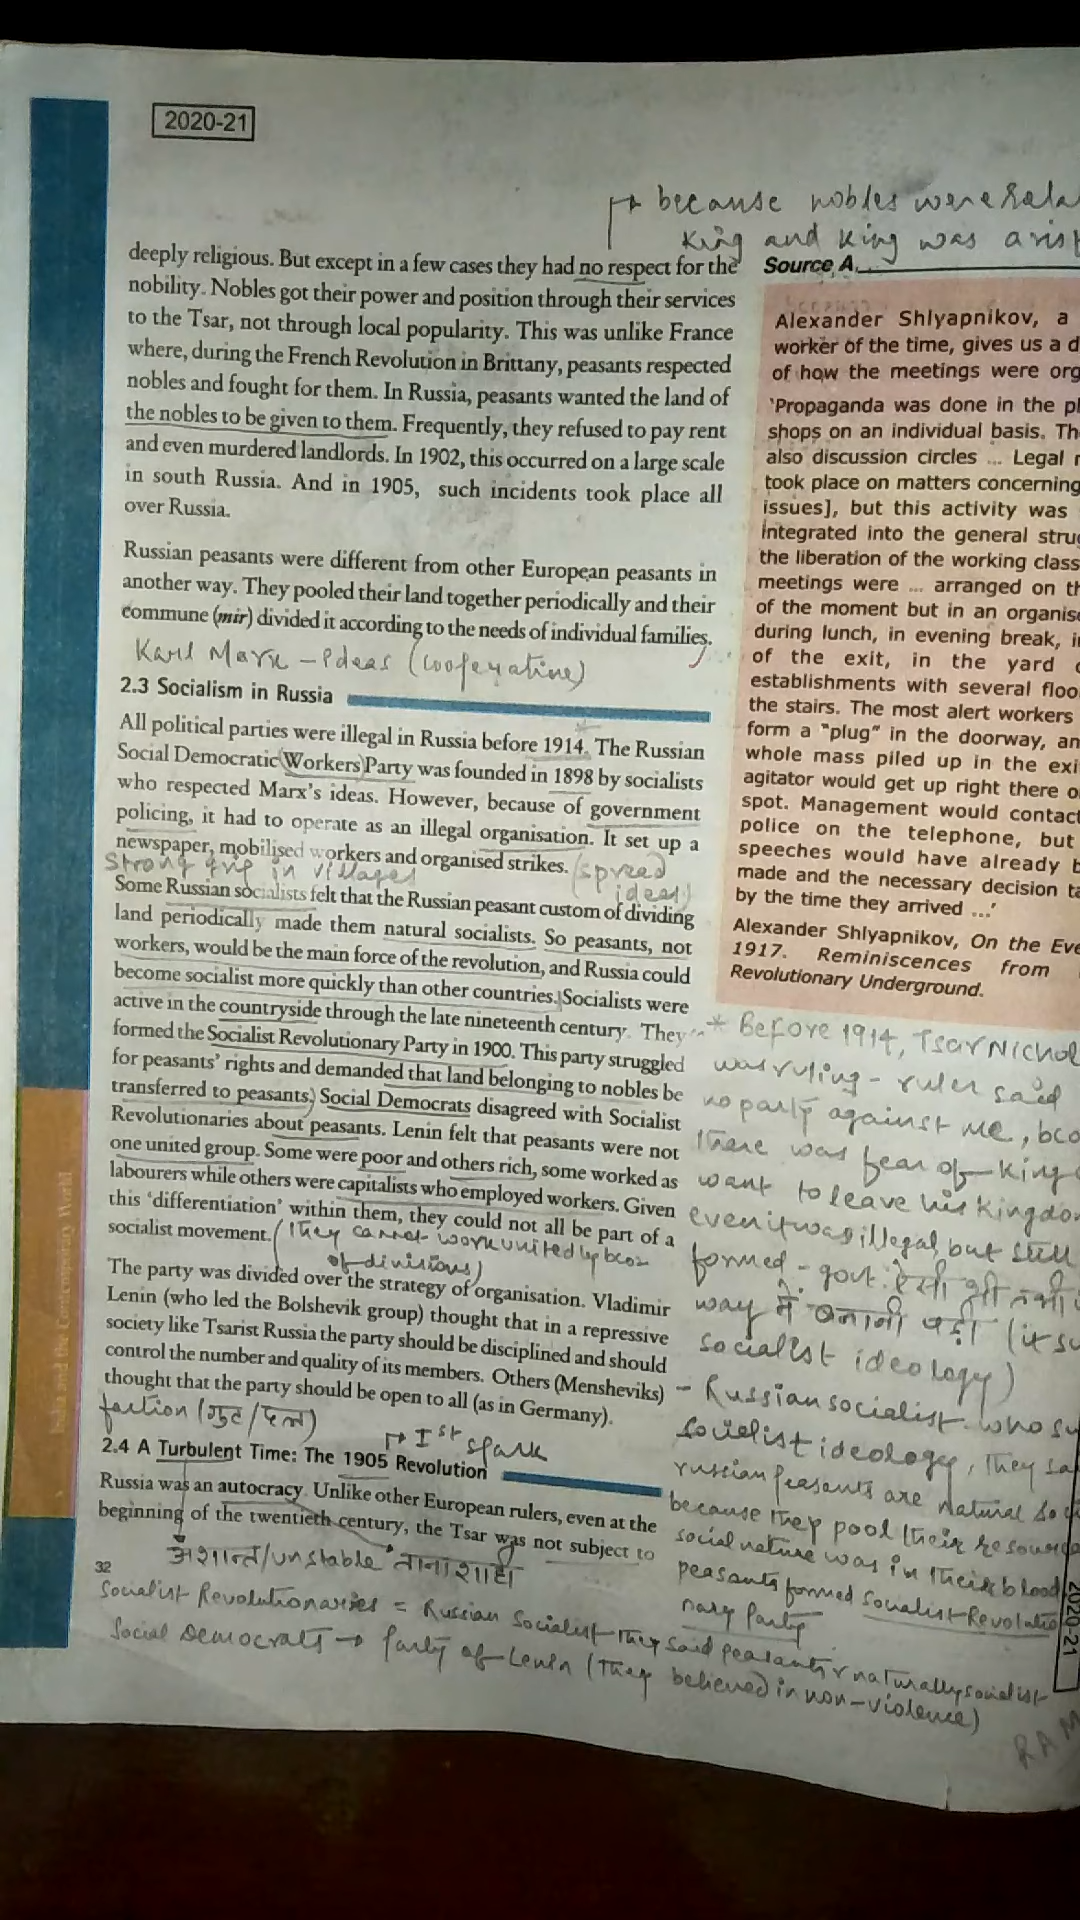 2020-21
because nobles were
King and King was
deeply religious. But except in a few cases they had no respect for the
nobility. Nobles got their power and position through their services
to the Tsar, not through local popularity. This was unlike France
where, during the French Revolution in Brittany, peasants respected
nobles and fought for them. In Russia, peasants wanted the land of
the nobles to be given to them. Frequently, they refused to pay rent
and even murdered landlords. In 1902, this occurred on a large scale
in south Russia. And in 1905, such incidents took place all
over Russia.
Russian peasants were different from other European peasants in
another way. They pooled their land together periodically and their
commune (mir) divided it according to the needs of individual families.
Karl Marx - Ideas (cooperative)
2.3 Socialism in Russia
All political parties were illegal in Russia before 1914. The Russian
Social Democratic Workers Party was founded in 1898 by socialists
who respected Marx's ideas. However, because of government
policing, it had to operate as an illegal organisation. It set up a
newspaper, mobilised workers and organised strikes. (spread
ideas)
strong grip in villages
Some Russian socialists felt that the Russian peasant custom of dividing
land periodically made them natural socialists. So peasants, not
workers, would be the main force of the revolution, and Russia could
become socialist more quickly than other countries. Socialists were
active in the countryside through the late nineteenth century. They
formed the Socialist Revolutionary Party in 1900. This party struggled
for peasants' rights and demanded that land belonging to nobles be
transferred to peasants. Social Democrats disagreed with Socialist
Revolutionaries about peasants. Lenin felt that peasants were not
one united group. Some were poor and others rich, some worked as
labourers while others were capitalists who employed workers. Given
this 'differentiation' within them, they could not all be part of a
socialist movement. (they cannot work united by bcoz
of divisions)
The party was divided over the strategy of organisation. Vladimir
Lenin (who led the Bolshevik group) thought that in a repressive
society like Tsarist Russia the party should be disciplined and should
control the number and quality of its members. Others (Mensheviks)
thought that the party should be open to all (as in Germany).
faction (गुट/दल)
→ Ist spark
2.4 A Turbulent Time: The 1905 Revolution
Russia was an autocracy. Unlike other European rulers, even at the
beginning of the twentieth century, the Tsar was not subject to
अशान्त/unstable तानाशाही
32
Socialist Revolutionaries = Russian Socialist they said peasants r naturally socialist
Social Democrats → Party of Lenin (They believed in non-violence)
Source A
Alexander Shlyapnikov, a
worker of the time, gives us a d
of how the meetings were org
'Propaganda was done in the pl
shops on an individual basis. Th
also discussion circles ... Legal
took place on matters concerning
issues], but this activity was
integrated into the general stru
the liberation of the working class
meetings were ... arranged on th
of the moment but in an organise
during lunch, in evening break, i
of the exit, in the yard
establishments with several floo
the stairs. The most alert workers
form a "plug" in the doorway, an
whole mass piled up in the exi
agitator would get up right there o
spot. Management would contact
police on the telephone, but
speeches would have already b
made and the necessary decision ta
by the time they arrived ...'
Alexander Shlyapnikov, On the Eve
1917. Reminiscences from
Revolutionary Underground.
* Before 1914, Tsar Nichol
was ruling - ruler said
no party against me, bco
there was fear of King
want to leave his kingdo
even it was illegal, but still
formed - govt. ऐसी थी
way में बनानी पड़ी (it su
socialist ideology)
- Russian socialist who su
socialist ideology, they sa
russian peasants are natural soc
because they pool their resource
social nature was in their blood
peasants formed Socialist Revolutio
nary Party
India and the Contemporary World
2020-21
RAM